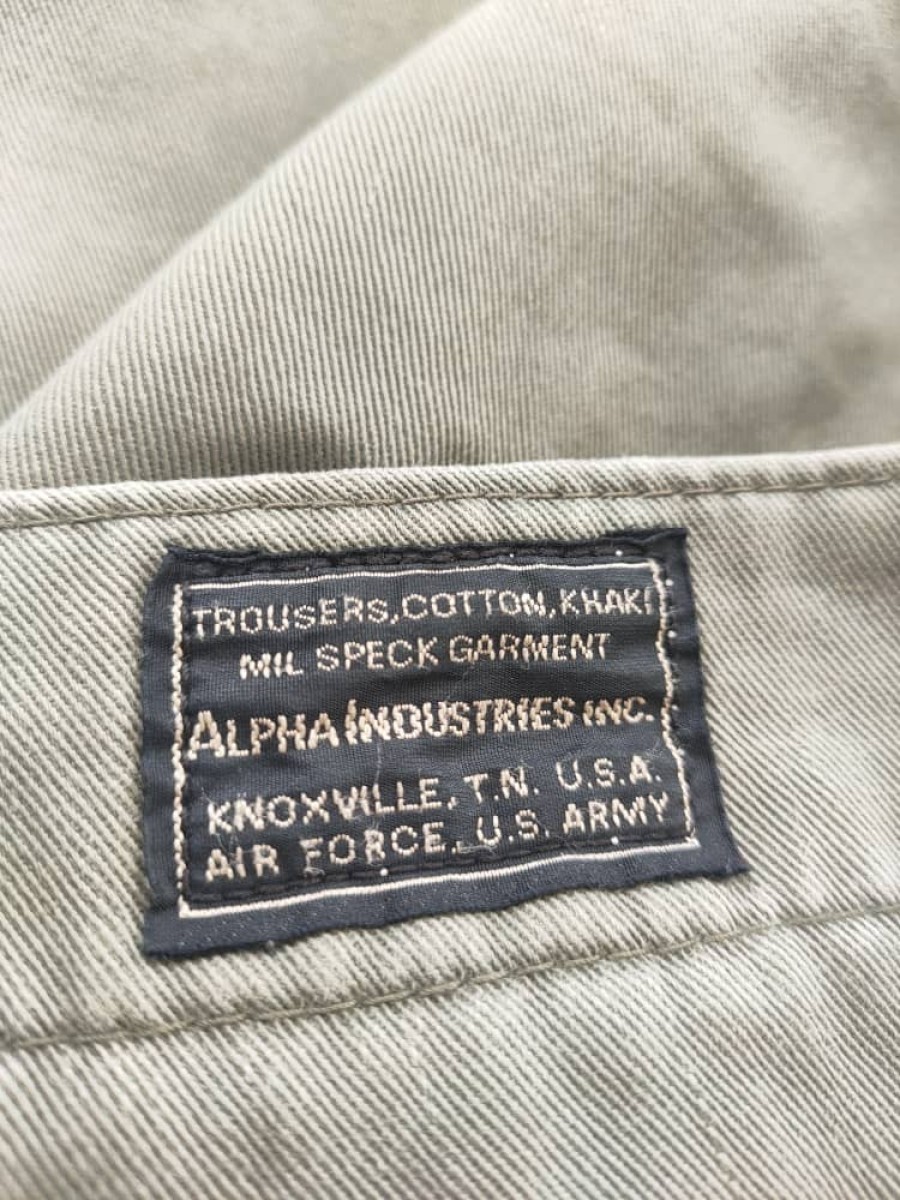 TROUSERS,COTTON,KHAKI
MIL SPECK GARMENT
ALPHA INDUSTRIES INC.
KNOXVILLE, T.N. U.S.A.
AIR FORCE, U.S. ARMY